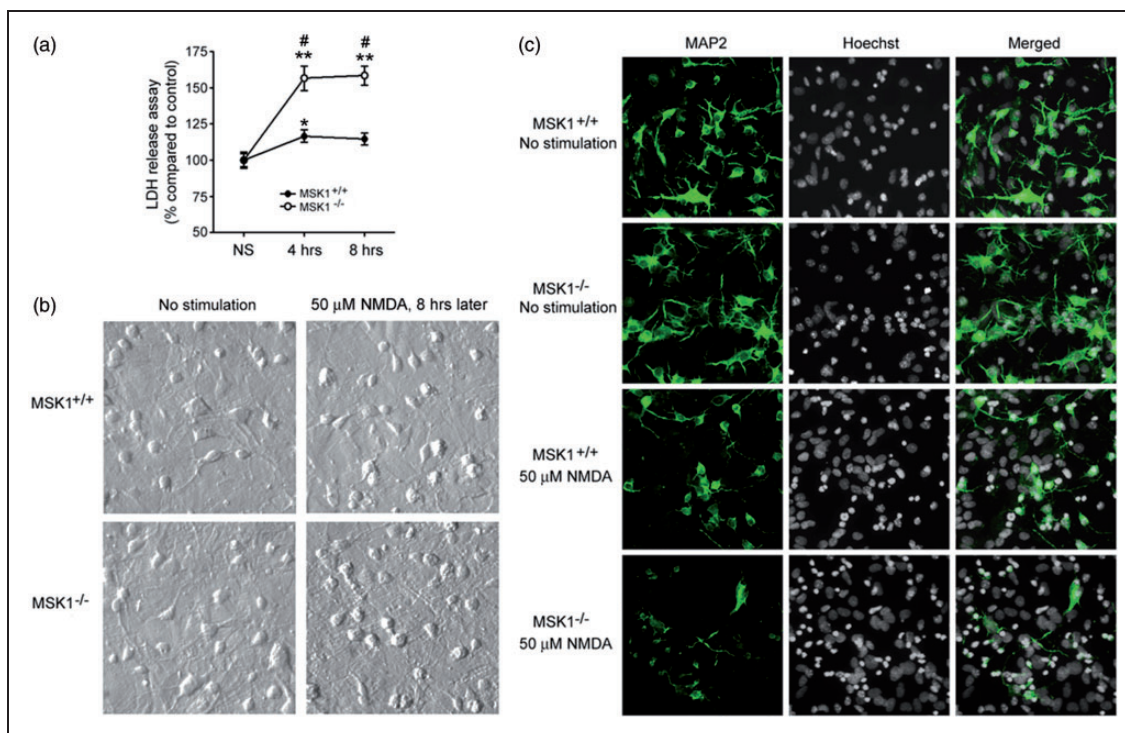 (a)
#
**
#
**
*
175
150
125
100
75
50
LDH release assay
(% compared to control)
MSK1+/+
MSK1 -/-
NS
4 hrs
8 hrs
(b)
No stimulation
50 µM NMDA, 8 hrs later
MSK1+/+
MSK1-/-
(c)
MAP2
Hoechst
Merged
MSK1+/+
No stimulation
MSK1-/-
No stimulation
MSK1+/+
50 µM NMDA
MSK1-/-
50 µM NMDA